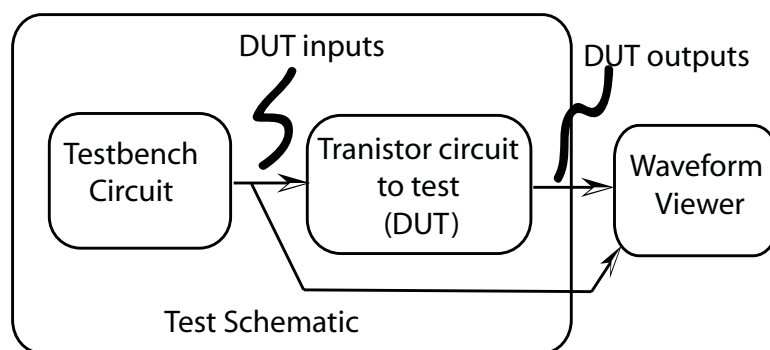 DUT inputs
DUT outputs
Testbench
Circuit
Tranistor circuit
to test
(DUT)
Waveform
Viewer
Test Schematic